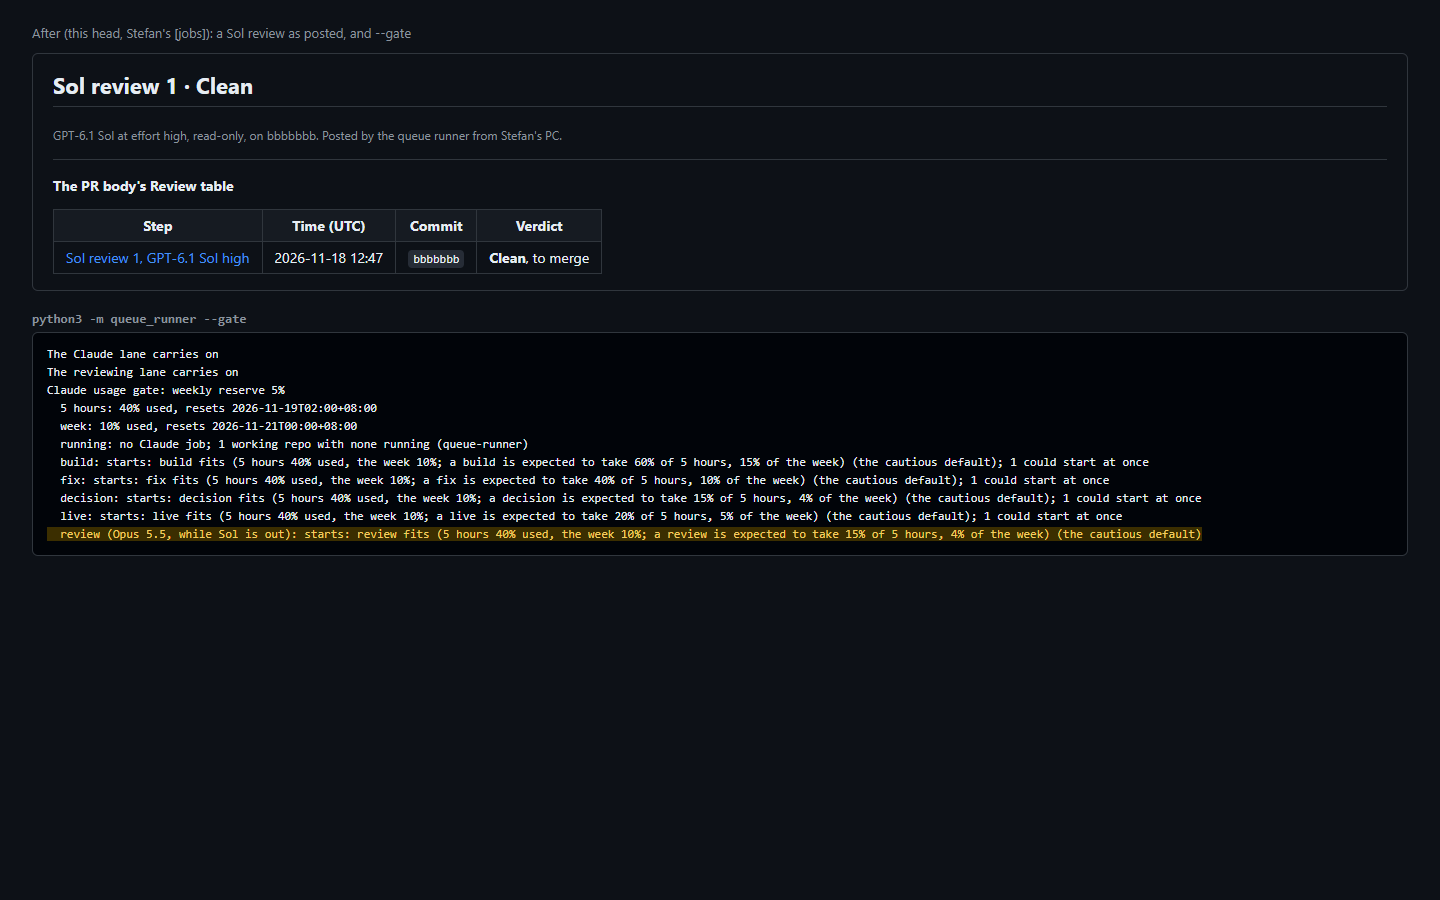 After (this head, Stefan's [jobs]): a Sol review as posted, and --gate
Sol review 1 · Clean
GPT-6.1 Sol at effort high, read-only, on bbbbbbb. Posted by the queue runner from Stefan's PC.
The PR body's Review table
Step Time (UTC) Commit Verdict
Sol review 1, GPT-6.1 Sol high 2026-11-18 12:47 bbbbbbb Clean, to merge
python3 -m queue_runner --gate
The Claude lane carries on
The reviewing lane carries on
Claude usage gate: weekly reserve 5%
5 hours: 40% used, resets 2026-11-19T02:00+08:00
week: 10% used, resets 2026-11-21T00:00+08:00
running: no Claude job; 1 working repo with none running (queue-runner)
build: starts: build fits (5 hours 40% used, the week 10%; a build is expected to take 60% of 5 hours, 15% of the week) (the cautious default); 1 could start at once
fix: starts: fix fits (5 hours 40% used, the week 10%; a fix is expected to take 40% of 5 hours, 10% of the week) (the cautious default); 1 could start at once
decision: starts: decision fits (5 hours 40% used, the week 10%; a decision is expected to take 15% of 5 hours, 4% of the week) (the cautious default); 1 could start at once
live: starts: live fits (5 hours 40% used, the week 10%; a live is expected to take 20% of 5 hours, 5% of the week) (the cautious default); 1 could start at once
review (Opus 5.5, while Sol is out): starts: review fits (5 hours 40% used, the week 10%; a review is expected to take 15% of 5 hours, 4% of the week) (the cautious default)